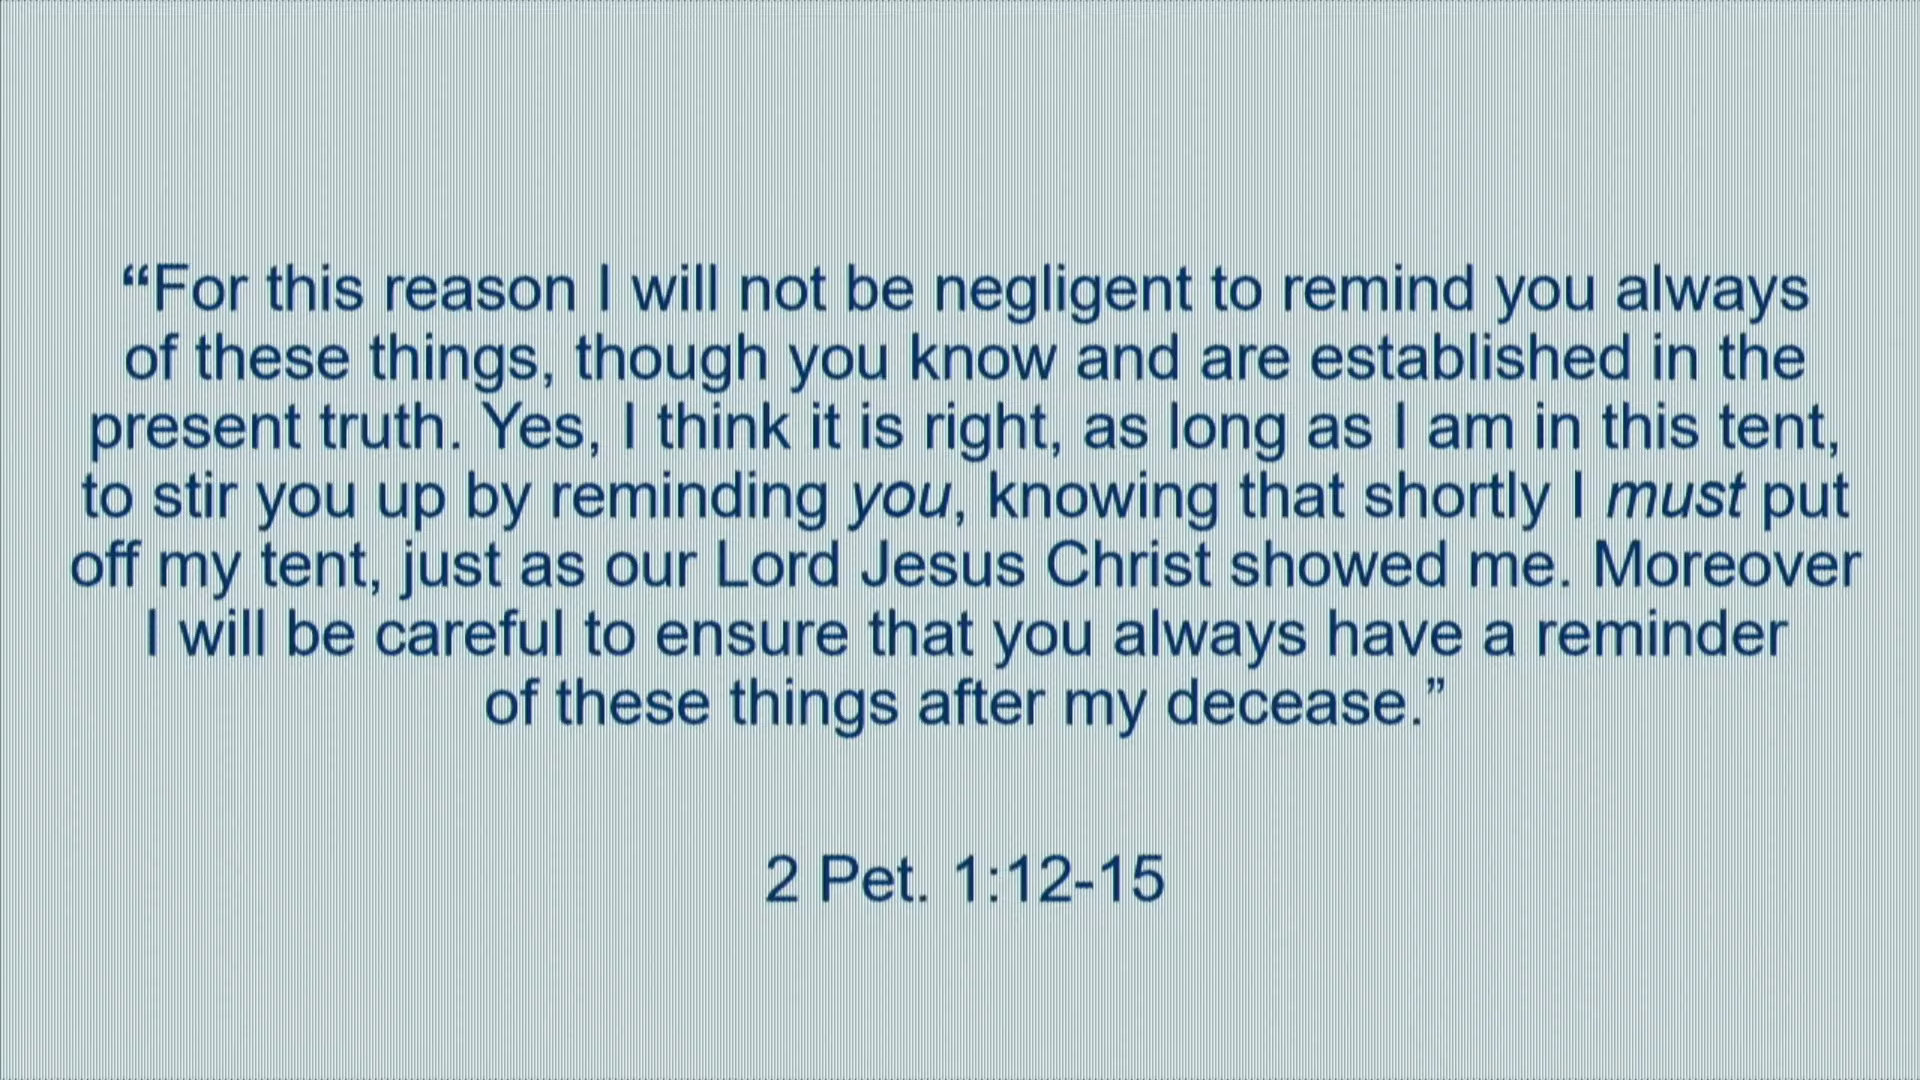 “For this reason I will not be negligent to remind you always
of these things, though you know and are established in the
present truth. Yes, I think it is right, as long as I am in this tent,
to stir you up by reminding you, knowing that shortly I must put
off my tent, just as our Lord Jesus Christ showed me. Moreover
I will be careful to ensure that you always have a reminder
of these things after my decease.”
2 Pet. 1:12-15